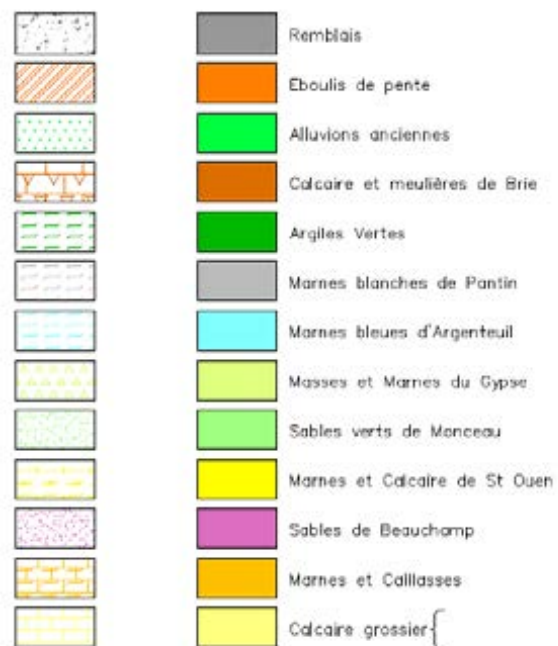 Remblais
Eboulis de pente
Alluvions anciennes
Calcaire et meulières de Brie
Argiles Vertes
Marnes blanches de Pantin
Marnes bleues d'Argenteuil
Masses et Marnes du Gypse
Sables verts de Monceau
Marnes et Calcaire de St Ouen
Sables de Beauchamp
Marnes et Caillasses
Calcaire grossier{